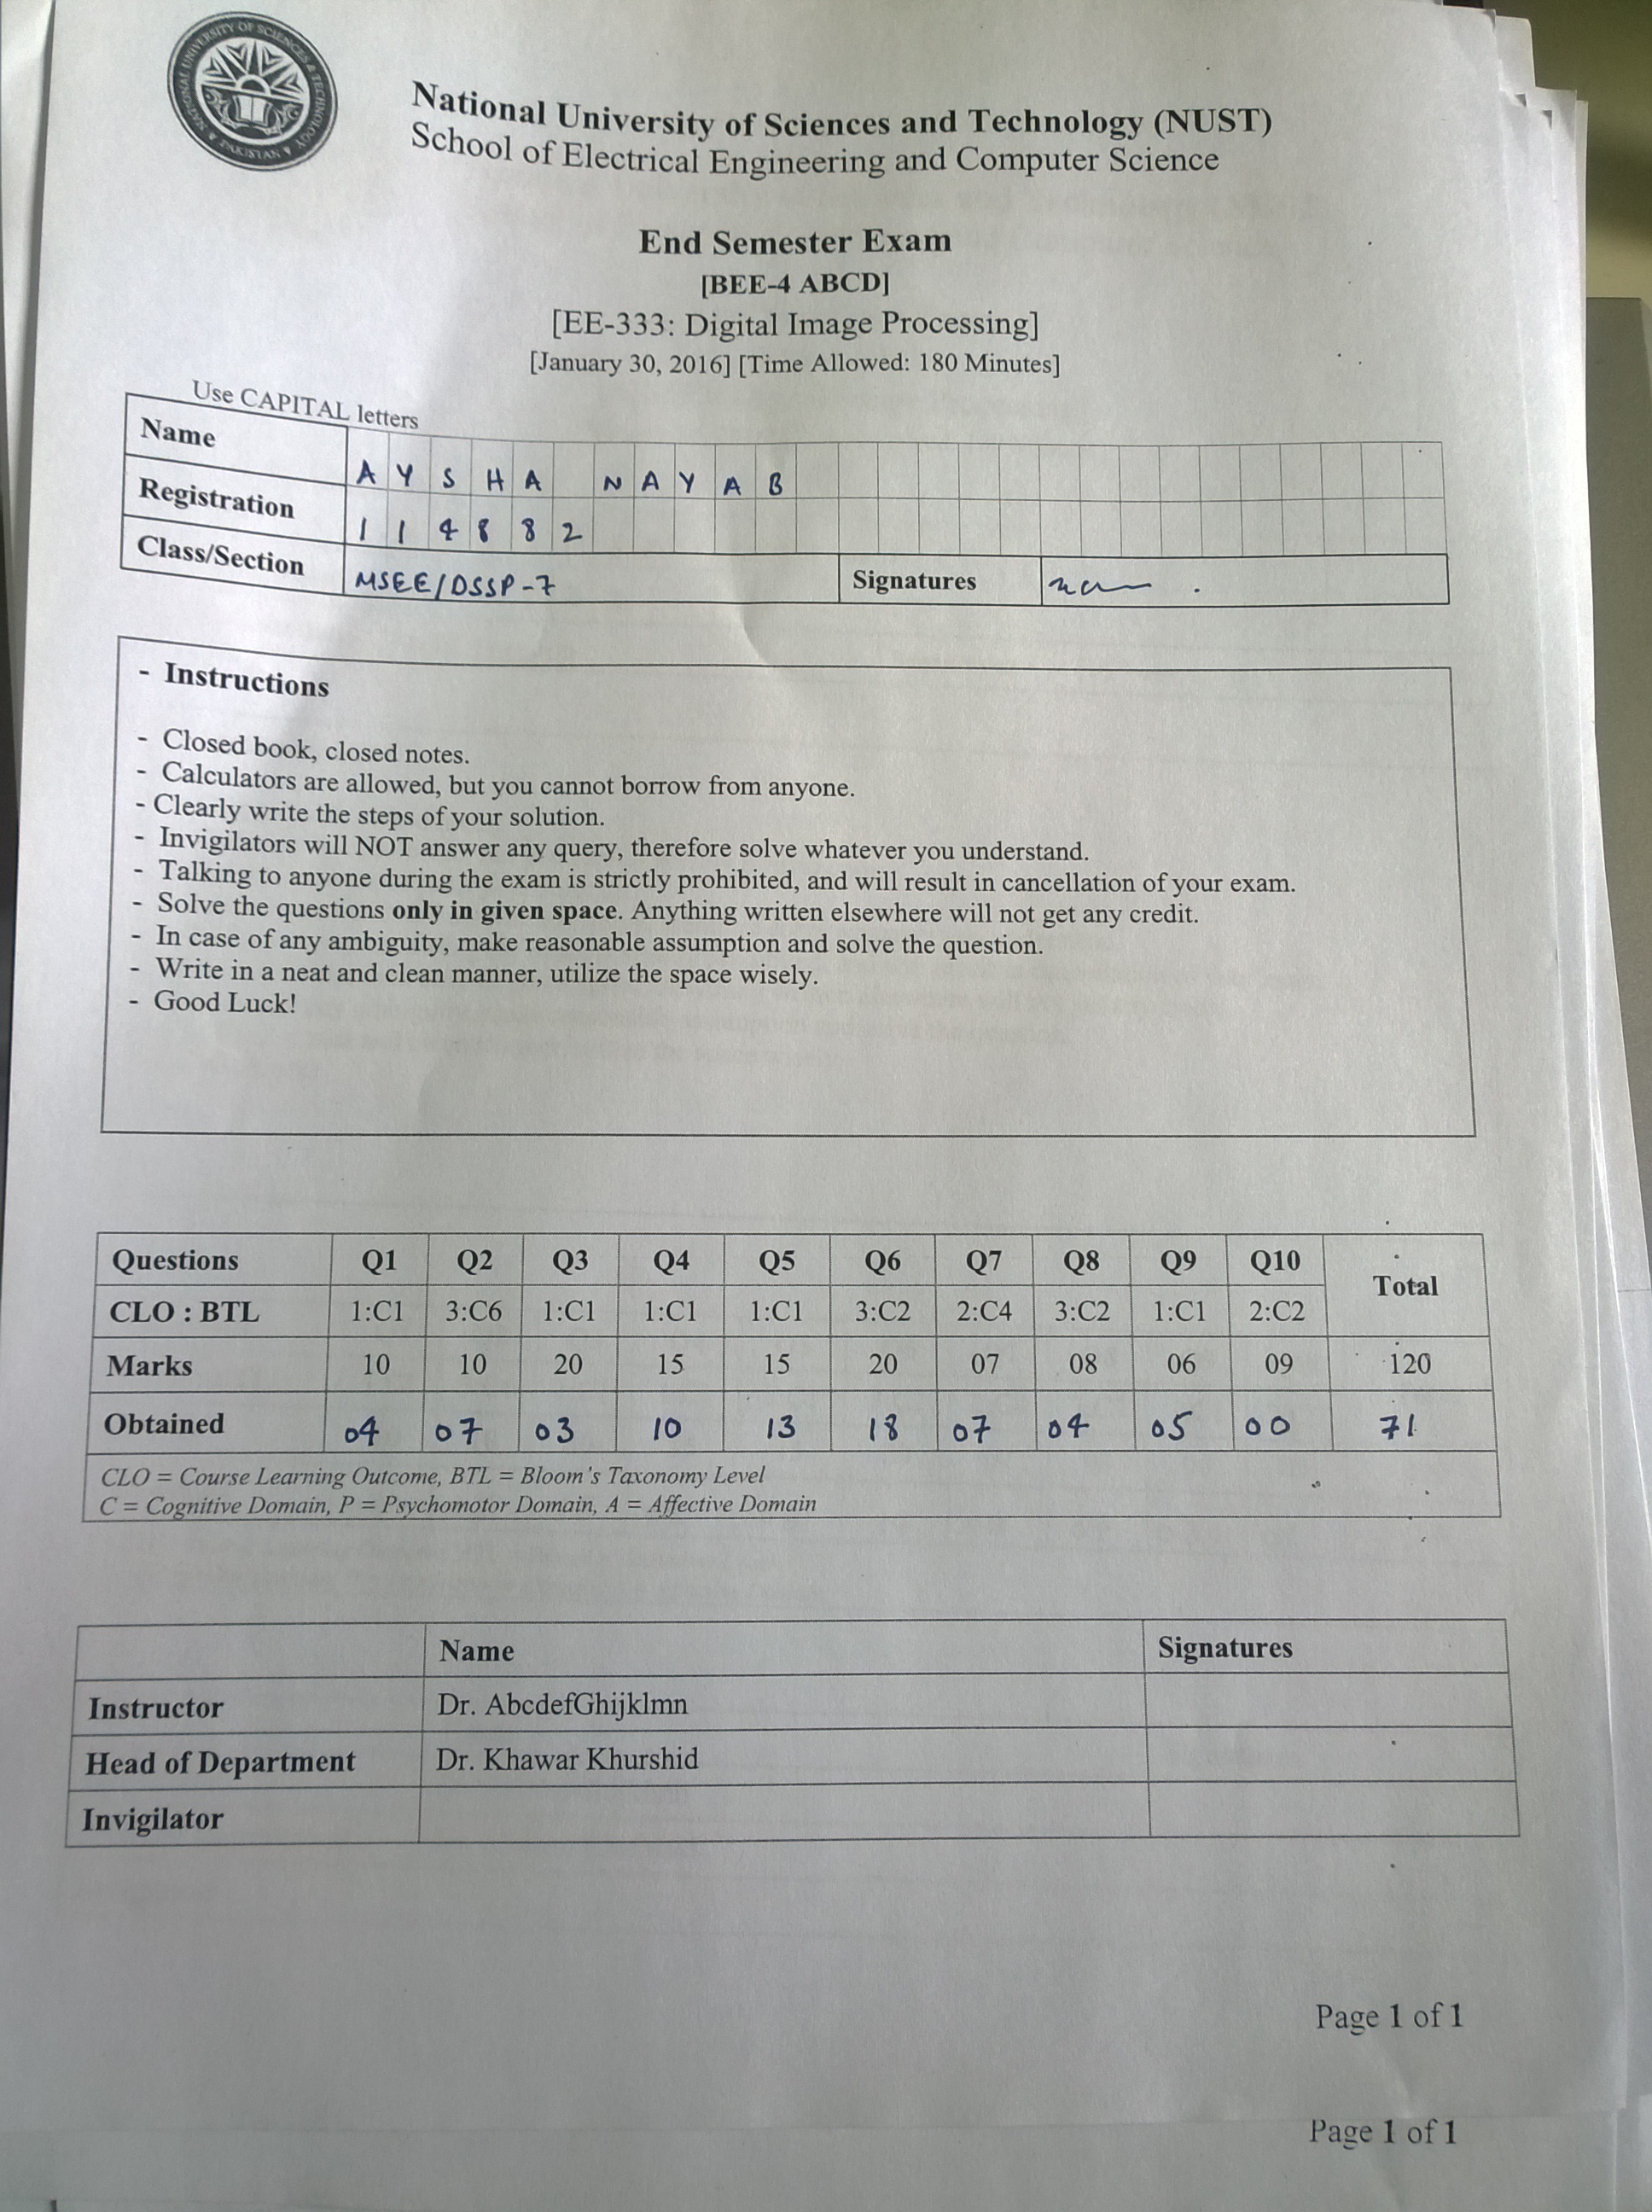 NATIONAL UNIVERSITY OF SCIENCES & TECHNOLOGY
PAKISTAN
National University of Sciences and Technology (NUST)
School of Electrical Engineering and Computer Science
End Semester Exam
[BEE-4 ABCD]
[EE-333: Digital Image Processing]
[January 30, 2016] [Time Allowed: 180 Minutes]
Use CAPITAL letters
Name AYSHA NAYAB
Registration 114882
Class/Section MSEE/DSSP-7 Signatures
- Instructions
- Closed book, closed notes.
- Calculators are allowed, but you cannot borrow from anyone.
- Clearly write the steps of your solution.
- Invigilators will NOT answer any query, therefore solve whatever you understand.
- Talking to anyone during the exam is strictly prohibited, and will result in cancellation of your exam.
- Solve the questions only in given space. Anything written elsewhere will not get any credit.
- In case of any ambiguity, make reasonable assumption and solve the question.
- Write in a neat and clean manner, utilize the space wisely.
- Good Luck!
Questions Q1 Q2 Q3 Q4 Q5 Q6 Q7 Q8 Q9 Q10 Total
CLO : BTL 1:C1 3:C6 1:C1 1:C1 1:C1 3:C2 2:C4 3:C2 1:C1 2:C2
Marks 10 10 20 15 15 20 07 08 06 09 120
Obtained 04 07 03 10 13 18 07 04 05 00 71
CLO = Course Learning Outcome, BTL = Bloom's Taxonomy Level
C = Cognitive Domain, P = Psychomotor Domain, A = Affective Domain
Name Signatures
Instructor Dr. AbcdefGhijklmn
Head of Department Dr. Khawar Khurshid
Invigilator
Page 1 of 1
Page 1 of 1